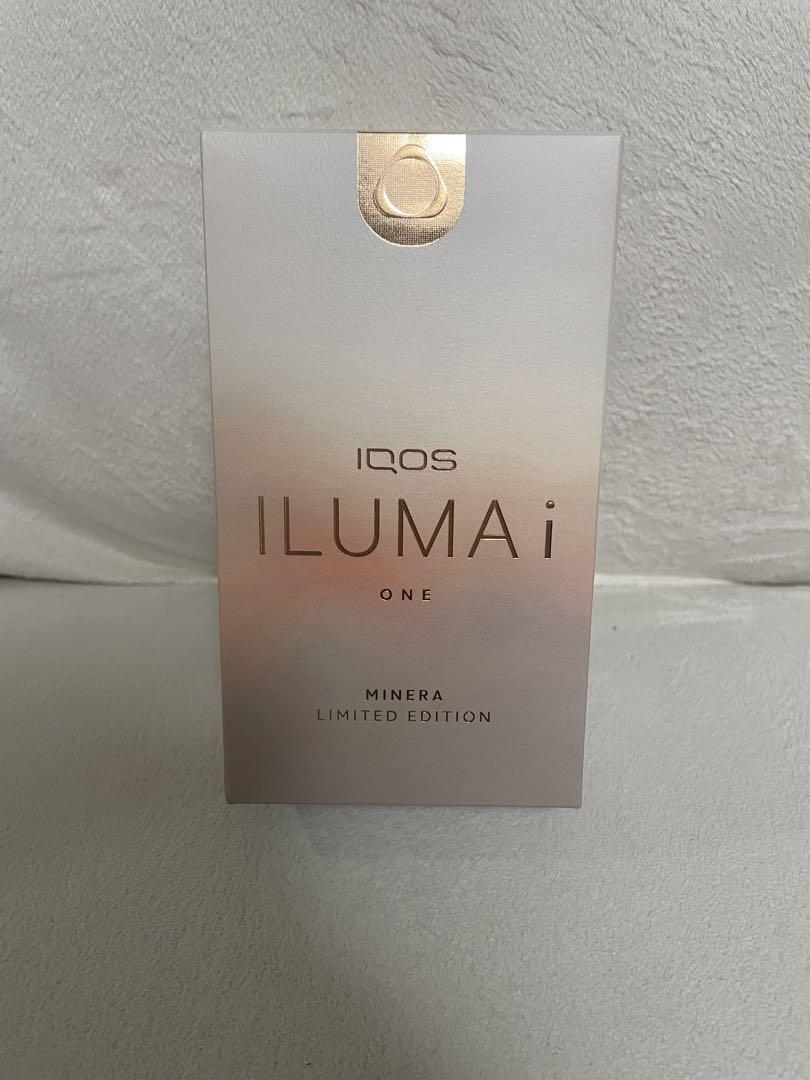 IQOS
ILUMA i
ONE
MINERA
LIMITED EDITION